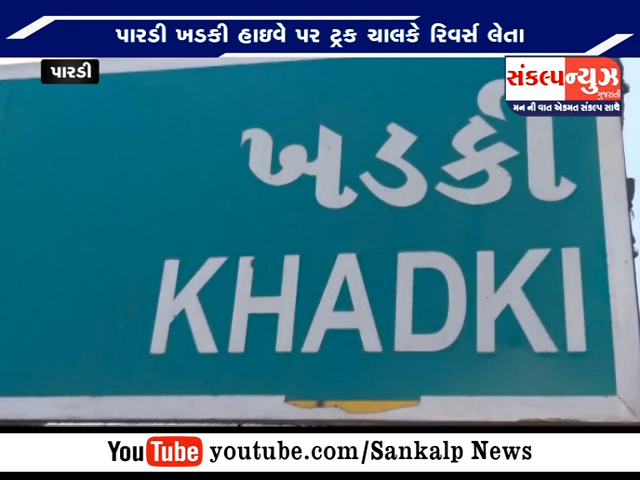 પારડી ખડકી હાઇવે પર ટ્રક ચાલકે રિવર્સ લેતા
પારડી
સંકલ્પન્યુઝ
ગુજરાતી
મન ની વાત એકમત સંકલ્પ સાથે
ખડકી
KHADKI
YouTube youtube.com/Sankalp News